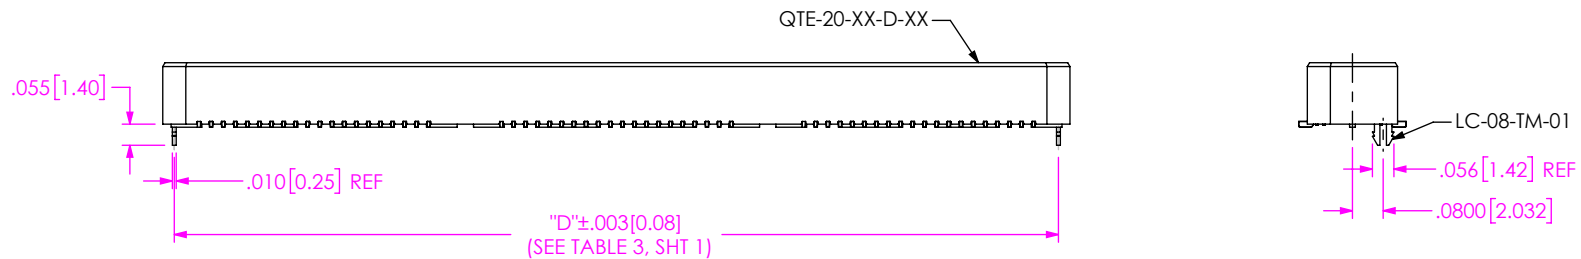 QTE-20-XX-D-XX
.055[1.40]
LC-08-TM-01
.056[1.42] REF
.010[0.25] REF
.0800[2.032]
"D"±.003[0.08]
(SEE TABLE 3, SHT 1)